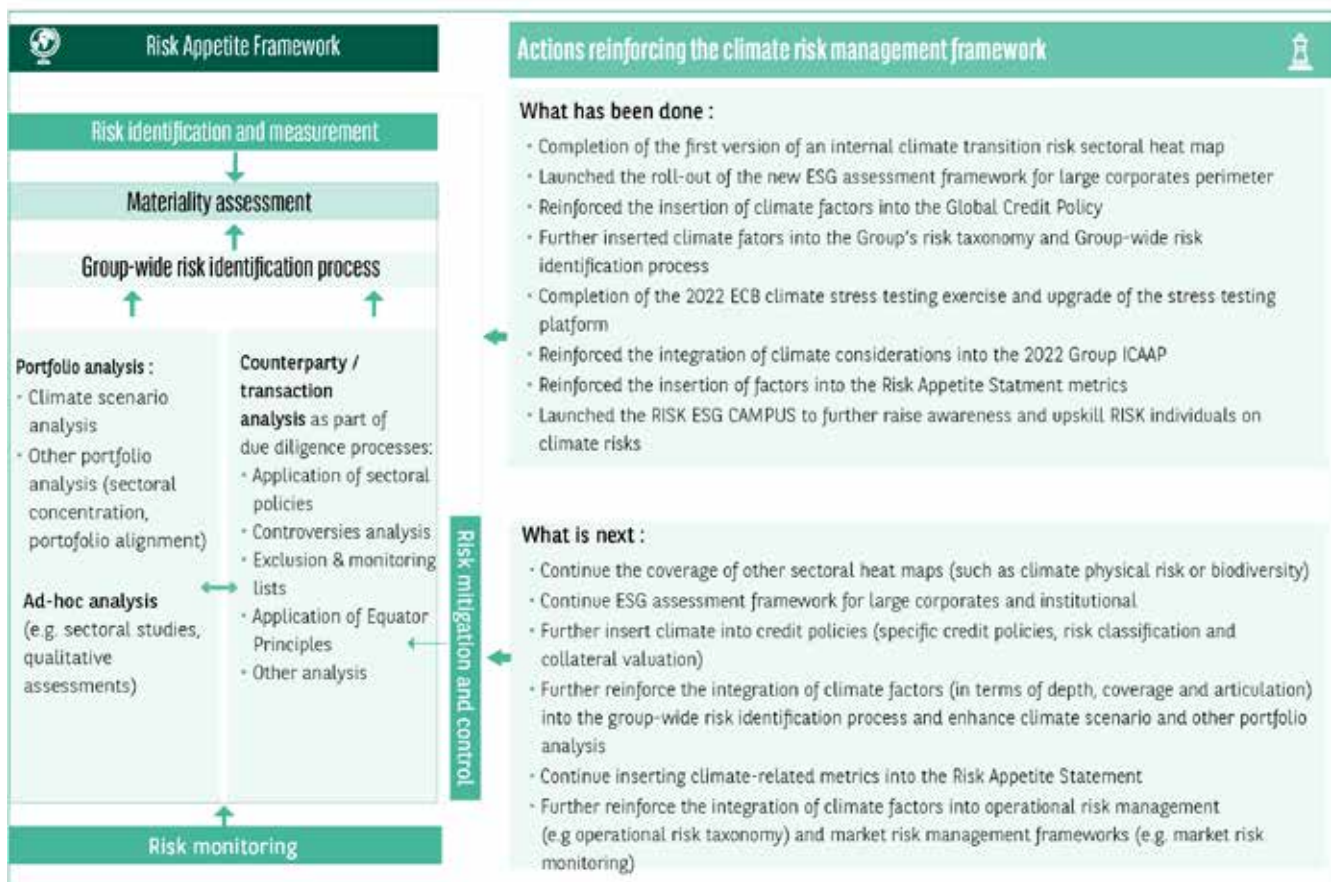 Risk Appetite Framework
Risk identification and measurement
Materiality assessment
Group-wide risk identification process
Portfolio analysis :
· Climate scenario
analysis
· Other portfolio
analysis (sectoral
concentration,
portofolio alignment)
Ad-hoc analysis
(e.g. sectoral studies,
qualitative
assessments)
Counterparty /
transaction
analysis as part of
due diligence processes:
· Application of sectoral
policies
· Controversies analysis
· Exclusion & monitoring
lists
· Application of Equator
Principles
· Other analysis
Risk mitigation and control
Risk monitoring
Actions reinforcing the climate risk management framework
What has been done :
· Completion of the first version of an internal climate transition risk sectoral heat map
· Launched the roll-out of the new ESG assessment framework for large corporates perimeter
· Reinforced the insertion of climate factors into the Global Credit Policy
· Further inserted climate fators into the Group's risk taxonomy and Group-wide risk
identification process
· Completion of the 2022 ECB climate stress testing exercise and upgrade of the stress testing
platform
· Reinforced the integration of climate considerations into the 2022 Group ICAAP
· Reinforced the insertion of factors into the Risk Appetite Statment metrics
· Launched the RISK ESG CAMPUS to further raise awareness and upskill RISK individuals on
climate risks
What is next :
· Continue the coverage of other sectoral heat maps (such as climate physical risk or biodiversity)
· Continue ESG assessment framework for large corporates and institutional
· Further insert climate into credit policies (specific credit policies, risk classification and
collateral valuation)
· Further reinforce the integration of climate factors (in terms of depth, coverage and articulation)
into the group-wide risk identification process and enhance climate scenario and other portfolio
analysis
· Continue inserting climate-related metrics into the Risk Appetite Statement
· Further reinforce the integration of climate factors into operational risk management
(e.g operational risk taxonomy) and market risk management frameworks (e.g. market risk
monitoring)